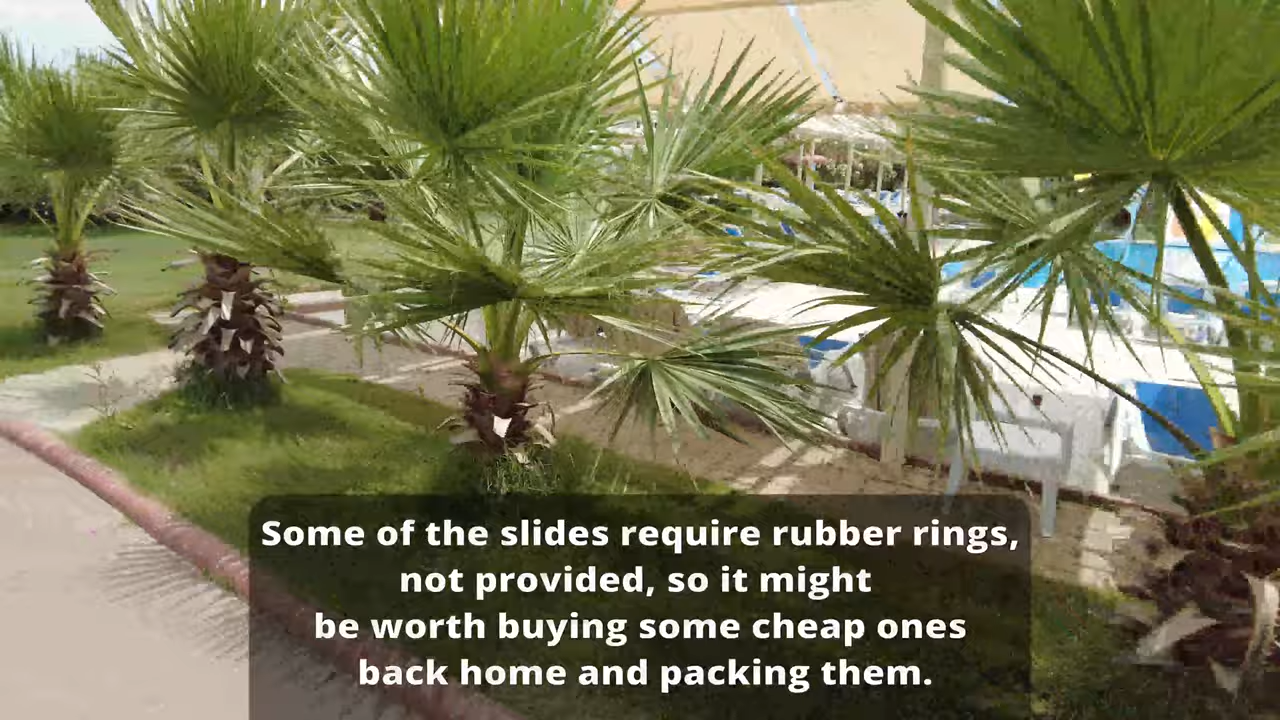 Some of the slides require rubber rings,
not provided, so it might
be worth buying some cheap ones
back home and packing them.